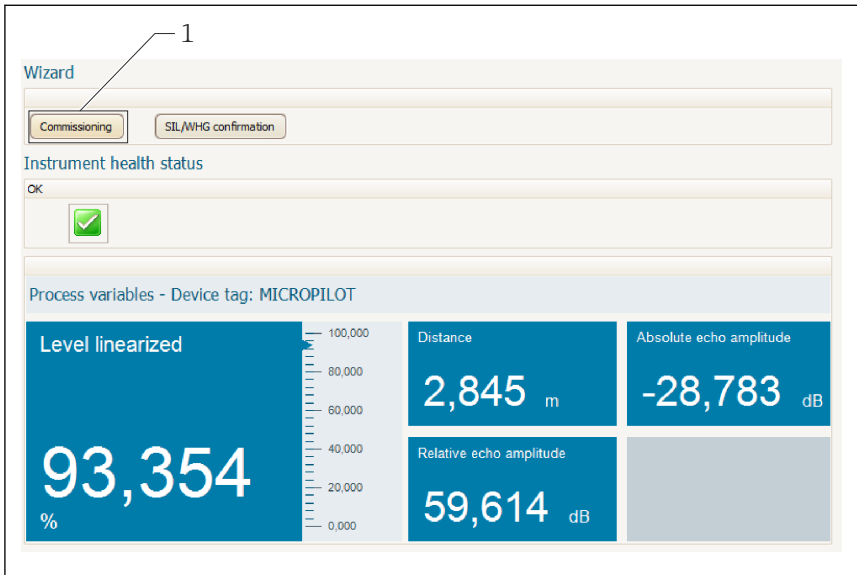 1
Wizard
Commissioning
SIL/WHG confirmation
Instrument health status
OK
Process variables - Device tag: MICROPILOT
Level linearized
93,354
%
100,000
80,000
60,000
40,000
20,000
0,000
Distance
2,845 m
Absolute echo amplitude
-28,783 dB
Relative echo amplitude
59,614 dB